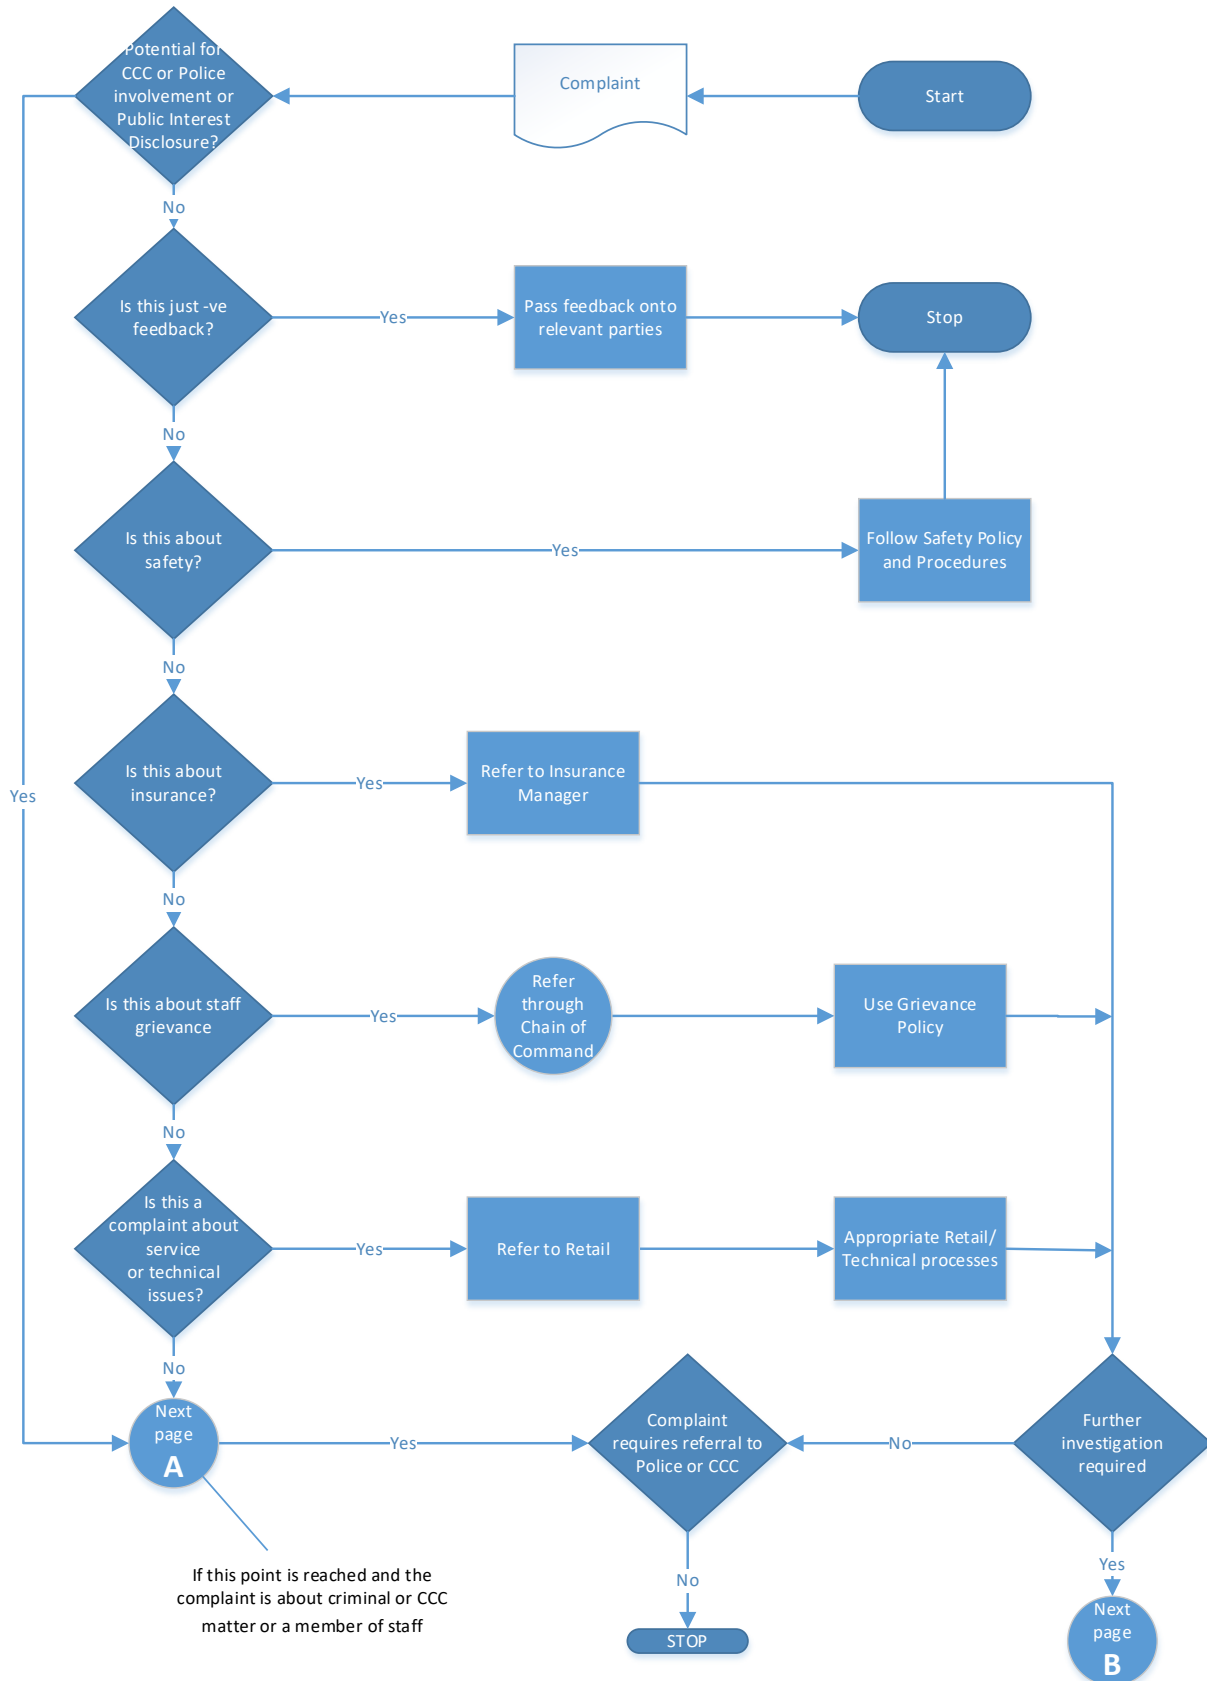 Potential for
CCC or Police
involvement or
Public Interest
Disclosure?
Complaint
Start
No
Is this just -ve
feedback?
Yes
Pass feedback onto
relevant parties
Stop
No
Is this about
safety?
Yes
Follow Safety Policy
and Procedures
No
Is this about
insurance?
Yes
Refer to Insurance
Manager
Yes
No
Is this about staff
grievance
Yes
Refer
through
Chain of
Command
Use Grievance
Policy
No
Is this a
complaint about
service
or technical
issues?
Yes
Refer to Retail
Appropriate Retail/
Technical processes
No
Next
page
A
Yes
Complaint
requires referral to
Police or CCC
No
Further
investigation
required
If this point is reached and the
complaint is about criminal or CCC
matter or a member of staff
No
STOP
Yes
Next
page
B